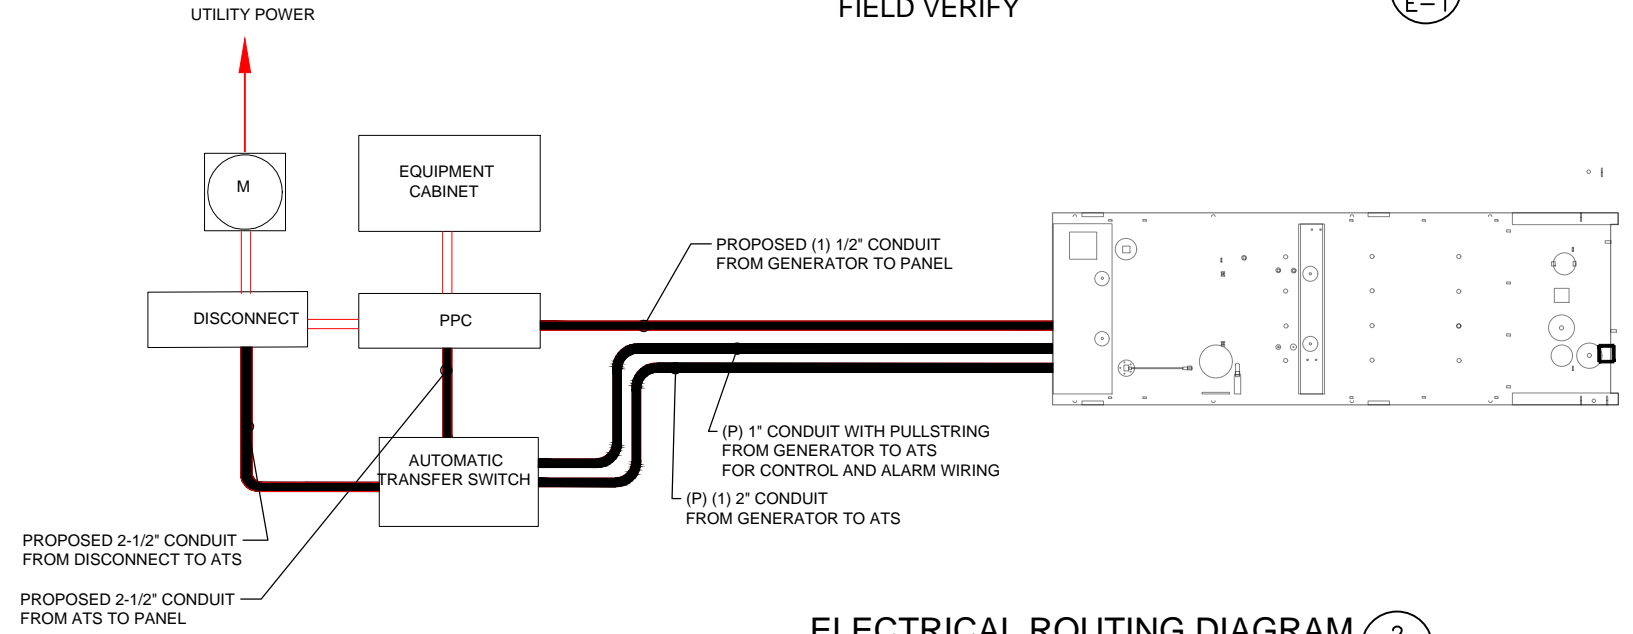 UTILITY POWER
FIELD VERIFY
E-1
M
EQUIPMENT
CABINET
PROPOSED (1) 1/2" CONDUIT
FROM GENERATOR TO PANEL
DISCONNECT
PPC
(P) 1" CONDUIT WITH PULLSTRING
FROM GENERATOR TO ATS
FOR CONTROL AND ALARM WIRING
AUTOMATIC
TRANSFER SWITCH
(P) (1) 2" CONDUIT
FROM GENERATOR TO ATS
PROPOSED 2-1/2" CONDUIT
FROM DISCONNECT TO ATS
PROPOSED 2-1/2" CONDUIT
FROM ATS TO PANEL
ELECTRICAL ROUTING DIAGRAM
2